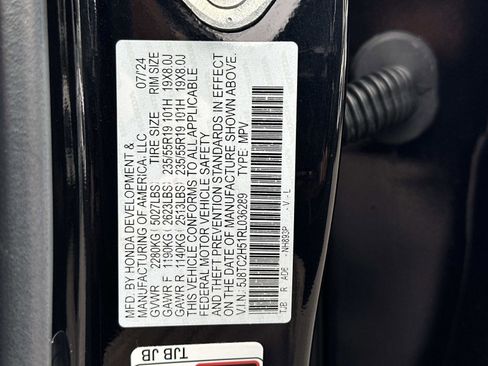 MFD. BY HONDA DEVELOPMENT & 07/24
MANUFACTURING OF AMERICA, LLC
TIRE SIZE RIM SIZE
GVWR 2280KG( 5027LBS)
GAWR F 1190KG( 2623LBS) 235/55R19 101H 19X8.0J
GAWR R 1140KG( 2513LBS) 235/55R19 101H 19X8.0J
THIS VEHICLE CONFORMS TO ALL APPLICABLE
FEDERAL MOTOR VEHICLE SAFETY
AND THEFT PREVENTION STANDARDS IN EFFECT
ON THE DATE OF MANUFACTURE SHOWN ABOVE.
V.I.N.: 5J8TC2H51RL036289 TYPE: MPV
TJB R ADE - NH893P - V - L
TJB JB